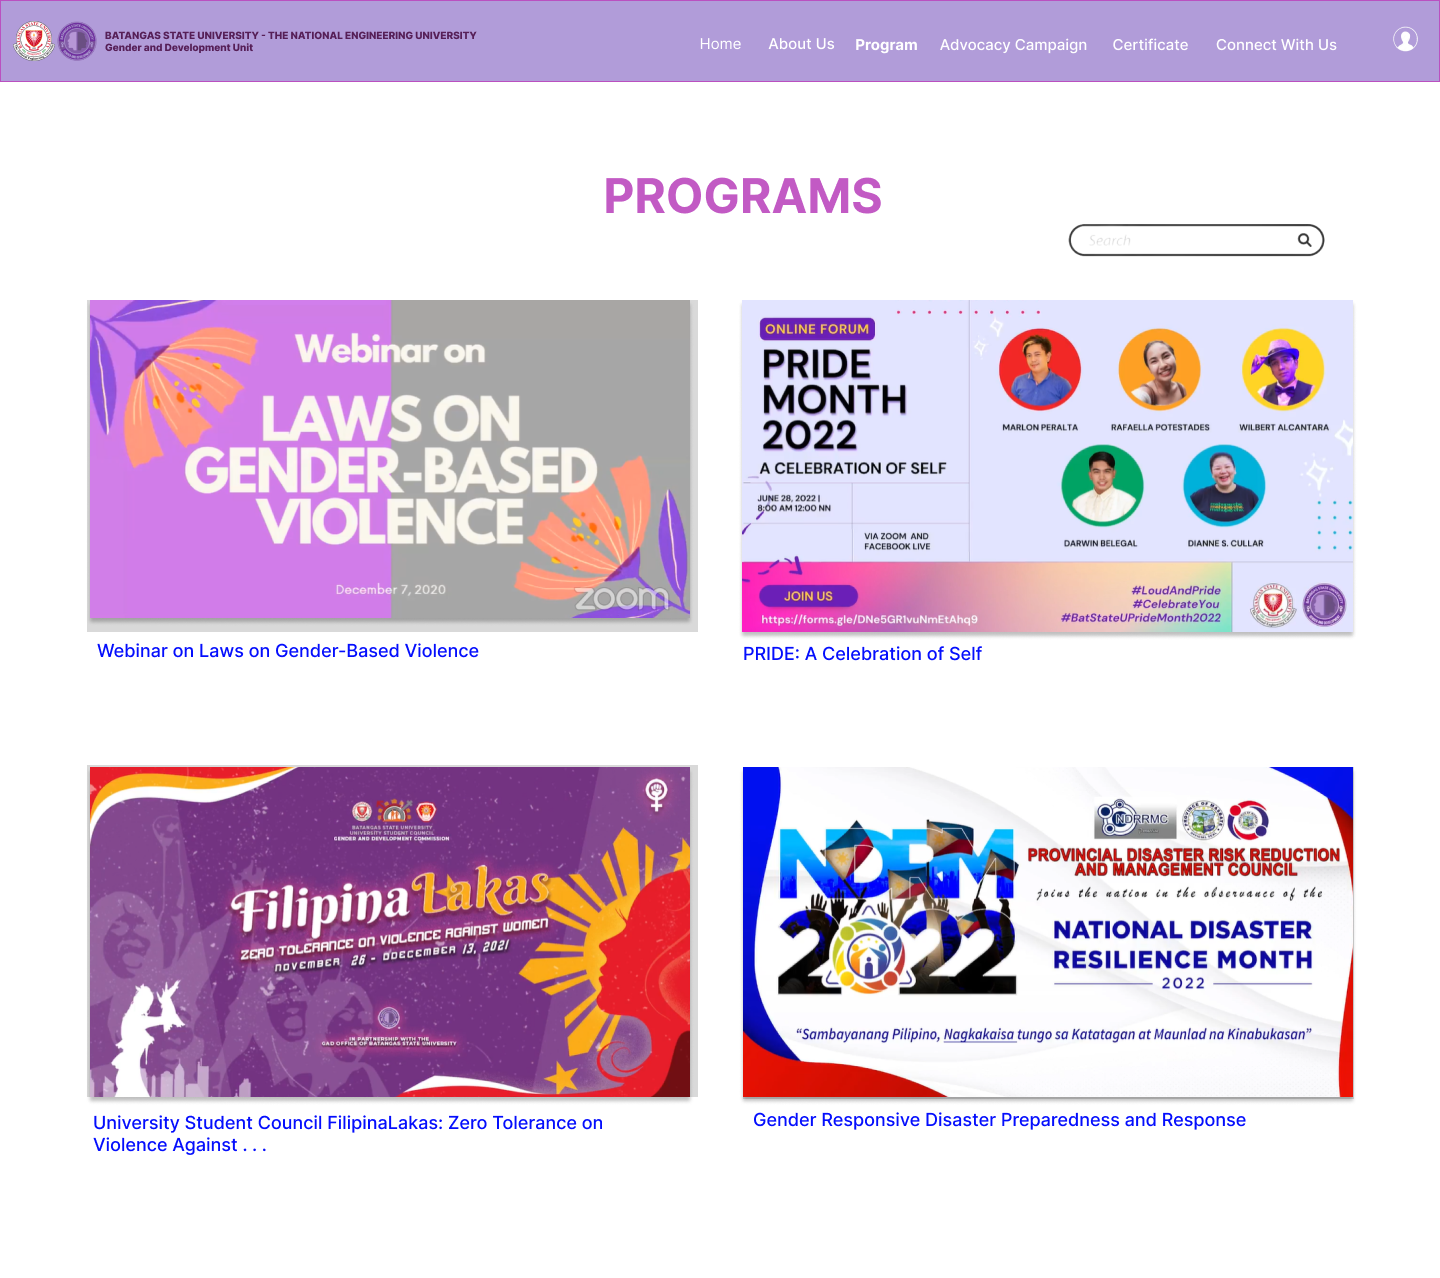 BATANGAS STATE UNIVERSITY - THE NATIONAL ENGINEERING UNIVERSITY
Gender and Development Unit
Home About Us Program Advocacy Campaign Certificate Connect With Us
PROGRAMS
Search
Webinar on
LAWS ON
GENDER-BASED
VIOLENCE
December 7, 2020
zoom
Webinar on Laws on Gender-Based Violence
ONLINE FORUM
PRIDE
MONTH
2022
A CELEBRATION OF SELF
JUNE 28, 2022 |
8:00 AM 12:00 NN
VIA ZOOM AND
FACEBOOK LIVE
MARLON PERALTA
RAFAELLA POTESTADES
WILBERT ALCANTARA
DARWIN BELEGAL
DIANNE S. CULLAR
JOIN US
https://forms.gle/DNe5GR1vuNmEtAhq9
#LoudAndPride
#CelebrateYou
#BatStateUPrideMonth2022
PRIDE: A Celebration of Self
BATANGAS STATE UNIVERSITY
UNIVERSITY STUDENT COUNCIL
GENDER AND DEVELOPMENT COMMISSION
Filipina Lakas
ZERO TOLERANCE ON VIOLENCE AGAINST WOMEN
NOVEMBER 26 - DDECEMBER 13, 2021
IN PARTNERSHIP WITH THE
GAD OFFICE OF BATANGAS STATE UNIVERSITY
University Student Council FilipinaLakas: Zero Tolerance on
Violence Against . . .
NDRRMC
PROVINCIAL DISASTER RISK REDUCTION
AND MANAGEMENT COUNCIL
joins the nation in the observance of the
NDRM
2022
NATIONAL DISASTER
RESILIENCE MONTH
2022
“Sambayanang Pilipino, Nagkakaisa tungo sa Katatagan at Maunlad na Kinabukasan”
Gender Responsive Disaster Preparedness and Response